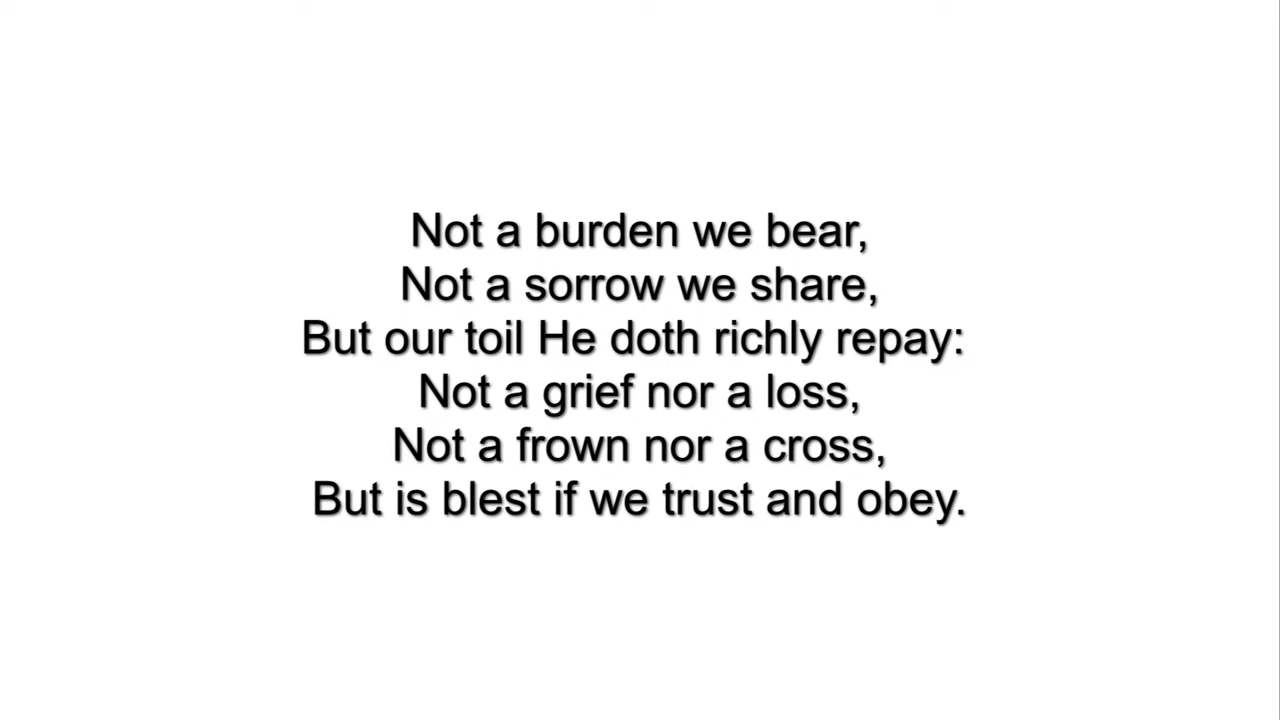 Not a burden we bear,
Not a sorrow we share,
But our toil He doth richly repay:
Not a grief nor a loss,
Not a frown nor a cross,
But is blest if we trust and obey.